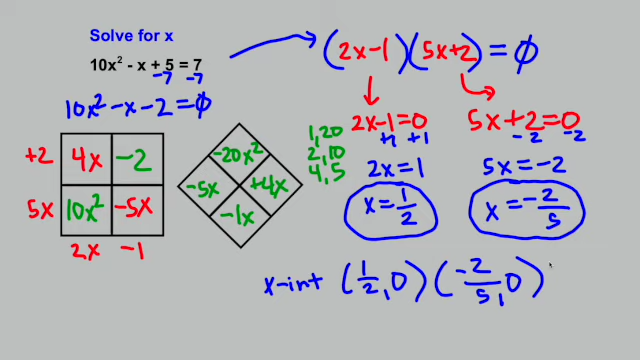 Solve for x
10x² - x + 5 = 7
-7 -7
10x² - x - 2 = 0
+2 4x -2
5x 10x² -5x
2x -1
-20x²
-5x +4x
-1x
1, 20
2, 10
4, 5
(2x-1)(5x+2) = 0
2x-1=0
+1 +1
2x = 1
x = 1/2
5x+2=0
-2 -2
5x = -2
x = -2/5
x-int (1/2, 0) (-2/5, 0)